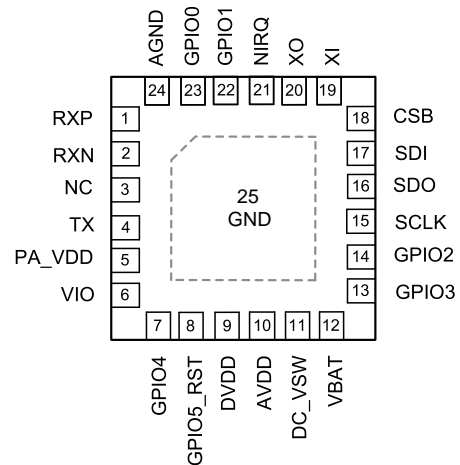 AGND GPIO0 GPIO1 NIRQ XO XI
24 23 22 21 20 19
RXP 1
RXN 2
NC 3
TX 4
PA_VDD 5
VIO 6
18 CSB
17 SDI
16 SDO
15 SCLK
14 GPIO2
13 GPIO3
25
GND
7 8 9 10 11 12
GPIO4 GPIO5_RST DVDD AVDD DC_VSW VBAT